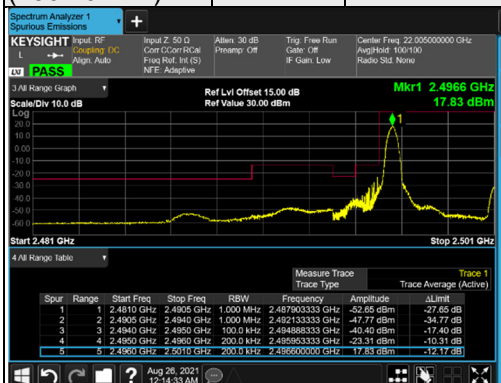 Spectrum Analyzer 1
Spurious Emissions
KEYSIGHT Input: RF Input Z: 50 Ω Atten: 30 dB Trig: Free Run Center Freq: 22.005000000 GHz
L Coupling: DC Corr CCorr RCal Preamp: Off Gate: Off Avg|Hold: 100/100
Align: Auto Freq Ref: Int (S) IF Gain: Low Radio Std: None
LXI PASS NFE: Adaptive
3 All Range Graph Ref Lvl Offset 15.00 dB Mkr1 2.4966 GHz
Scale/Div 10.0 dB Ref Value 30.00 dBm 17.83 dBm
Log
20.0
10.0
0.00
-10.0
-20.0
-30.0
-40.0
-50.0
-60.0
1
Start 2.481 GHz Stop 2.501 GHz
4 All Range Table
Measure Trace Trace 1
Trace Type Trace Average (Active)
Spur Range Start Freq Stop Freq RBW Frequency Amplitude ΔLimit
1 1 2.4810 GHz 2.4905 GHz 1.000 MHz 2.487903333 GHz -52.65 dBm -27.65 dB
2 2 2.4905 GHz 2.4940 GHz 1.000 MHz 2.492133333 GHz -47.77 dBm -34.77 dB
3 3 2.4940 GHz 2.4950 GHz 100.0 kHz 2.494888333 GHz -40.40 dBm -17.40 dB
4 4 2.4950 GHz 2.4960 GHz 200.0 kHz 2.495953333 GHz -23.31 dBm -10.31 dB
5 5 2.4960 GHz 2.5010 GHz 200.0 kHz 2.496600000 GHz 17.83 dBm -12.17 dB
? Aug 26, 2021
12:14:33 AM